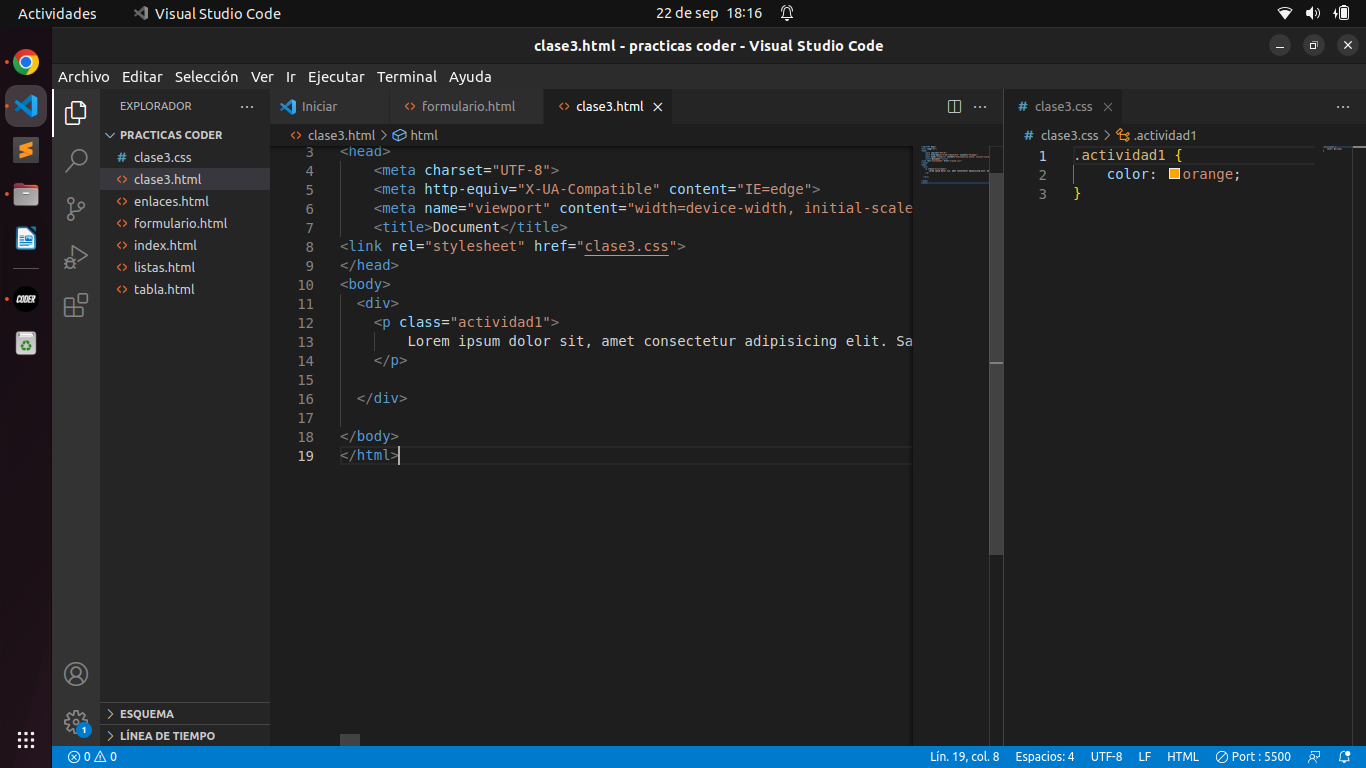 Actividades Visual Studio Code 22 de sep 18:16
clase3.html - practicas coder - Visual Studio Code
Archivo Editar Selección Ver Ir Ejecutar Terminal Ayuda
EXPLORADOR
PRACTICAS CODER
# clase3.css
<> clase3.html
<> enlaces.html
<> formulario.html
<> index.html
<> listas.html
<> tabla.html
ESQUEMA
LÍNEA DE TIEMPO
CODER
1
Iniciar <> formulario.html <> clase3.html
<> clase3.html > html
3 <head>
4 <meta charset="UTF-8">
5 <meta http-equiv="X-UA-Compatible" content="IE=edge">
6 <meta name="viewport" content="width=device-width, initial-scale
7 <title>Document</title>
8 <link rel="stylesheet" href="clase3.css">
9 </head>
10 <body>
11 <div>
12 <p class="actividad1">
13 Lorem ipsum dolor sit, amet consectetur adipisicing elit. Sa
14 </p>
15
16 </div>
17
18 </body>
19 </html>
# clase3.css
# clase3.css > .actividad1
1 .actividad1 {
2 color: orange;
3 }
0 0 Lín. 19, col. 8 Espacios: 4 UTF-8 LF HTML Port : 5500